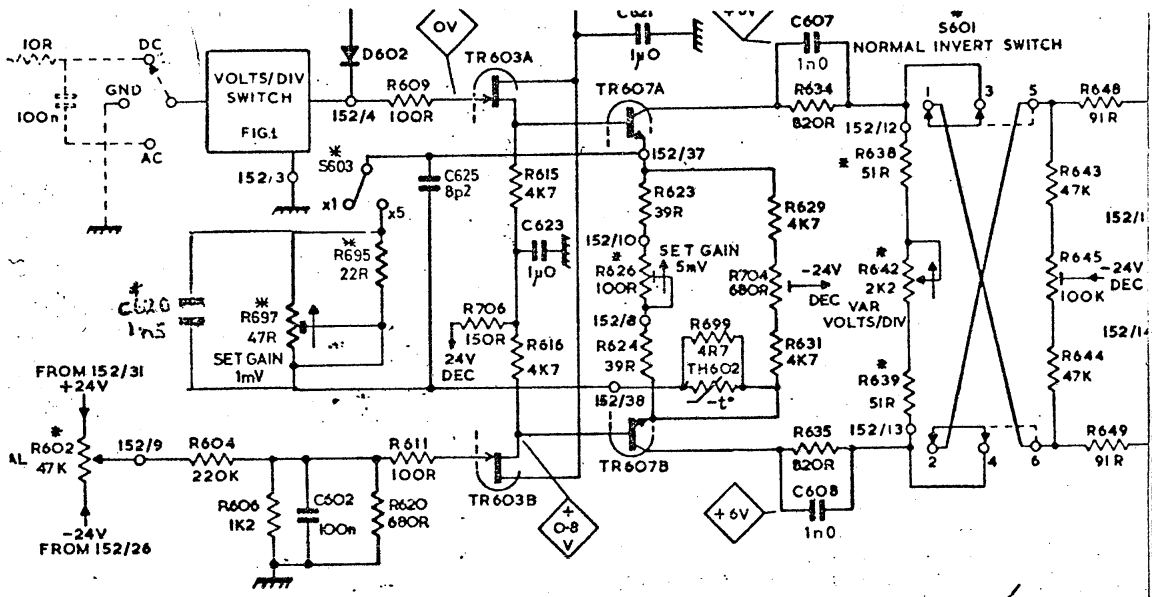 10R
DC
GND
100n
AC
VOLTS/DIV
SWITCH
FIG.1
152/3
D602
152/4
R609
100R
0V
TR603A
C621
1µ0
C607
1n0
R634
820R
*
S601
NORMAL INVERT SWITCH
TR607A
1
3
5
R648
91R
152/12
*
S603
x1
x5
C625
8p2
R615
4K7
152/37
R623
39R
R629
4K7
* R638
51R
R643
47K
C623
1µ0
152/10
*
R626
100R
SET GAIN
5mV
R704
680R
-24V
DEC
*
R642
2K2
VAR
VOLTS/DIV
R645
100K
-24V
DEC
*
R695
22R
*
C620
1n5
*
R697
47R
SET GAIN
1mV
R706
150R
24V
DEC
R616
4K7
152/8
R624
39R
R699
4R7
TH602
-t°
R631
4K7
*
R639
51R
R644
47K
152/38
FROM 152/31
+24V
*
R602
47K
AL
152/9
R604
220K
R611
100R
TR603B
TR607B
R635
820R
152/13
2
4
6
R649
91R
R606
1K2
C602
100n
R620
680R
+
0·8
V
+6V
C608
1n0
-24V
FROM 152/26